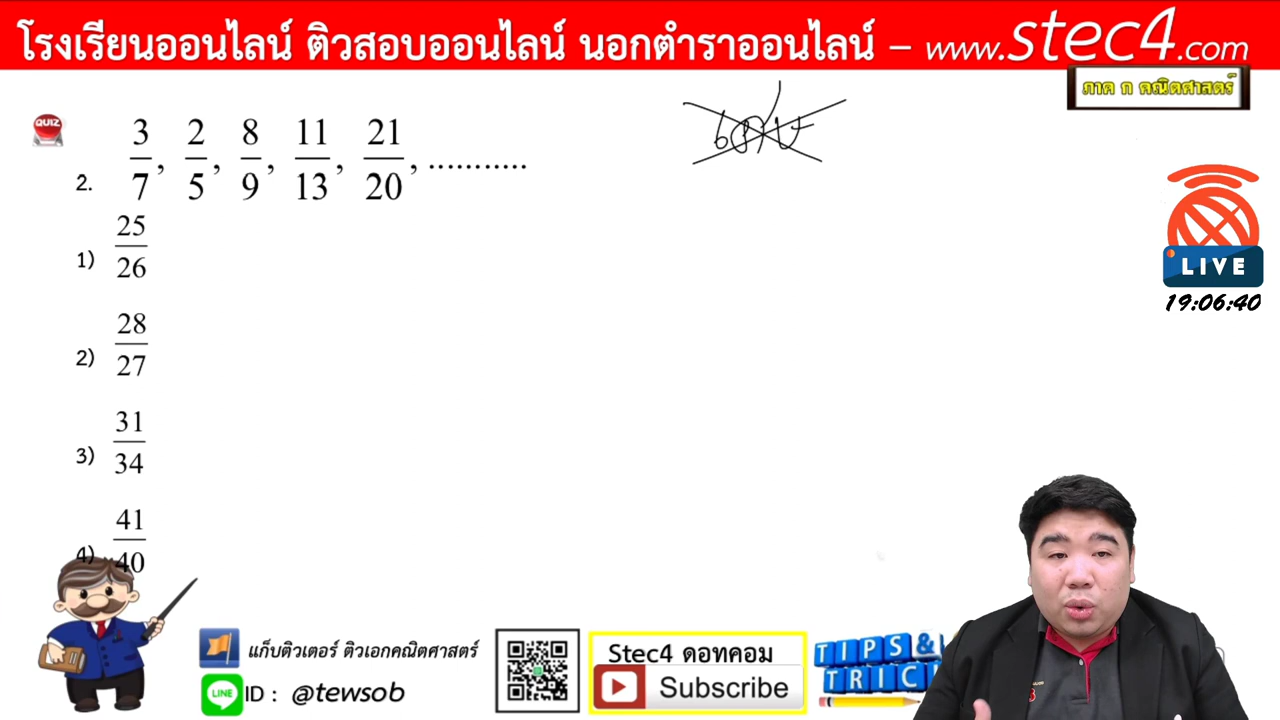 โรงเรียนออนไลน์ ติวสอบออนไลน์ นอกตำราออนไลน์ – www.stec4.com
ภาค ก คณิตศาสตร์
QUIZ
2. 3/7, 2/5, 8/9, 11/13, 21/20, ...........
1) 25/26
2) 28/27
3) 31/34
4) 41/40
LIVE
19:06:40
แก็บติวเตอร์ ติวเอกคณิตศาสตร์
LINE ID : @tewsob
Stec4 ดอทคอม
Subscribe
TIPS &
TRIC